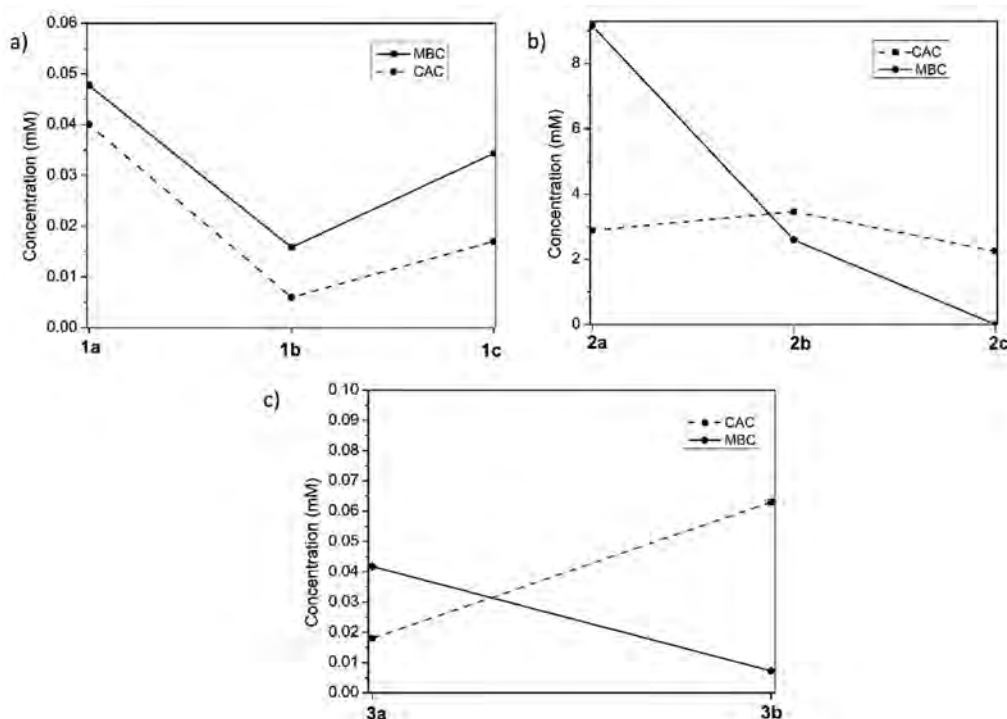 a)
Concentration (mM)
0.06
0.05
0.04
0.03
0.02
0.01
0.00
MBC
CAC
1a 1b 1c
b)
Concentration (mM)
8
6
4
2
0
CAC
MBC
2a 2b 2c
c)
Concentration (mM)
0.10
0.09
0.08
0.07
0.06
0.05
0.04
0.03
0.02
0.01
0.00
CAC
MBC
3a 3b